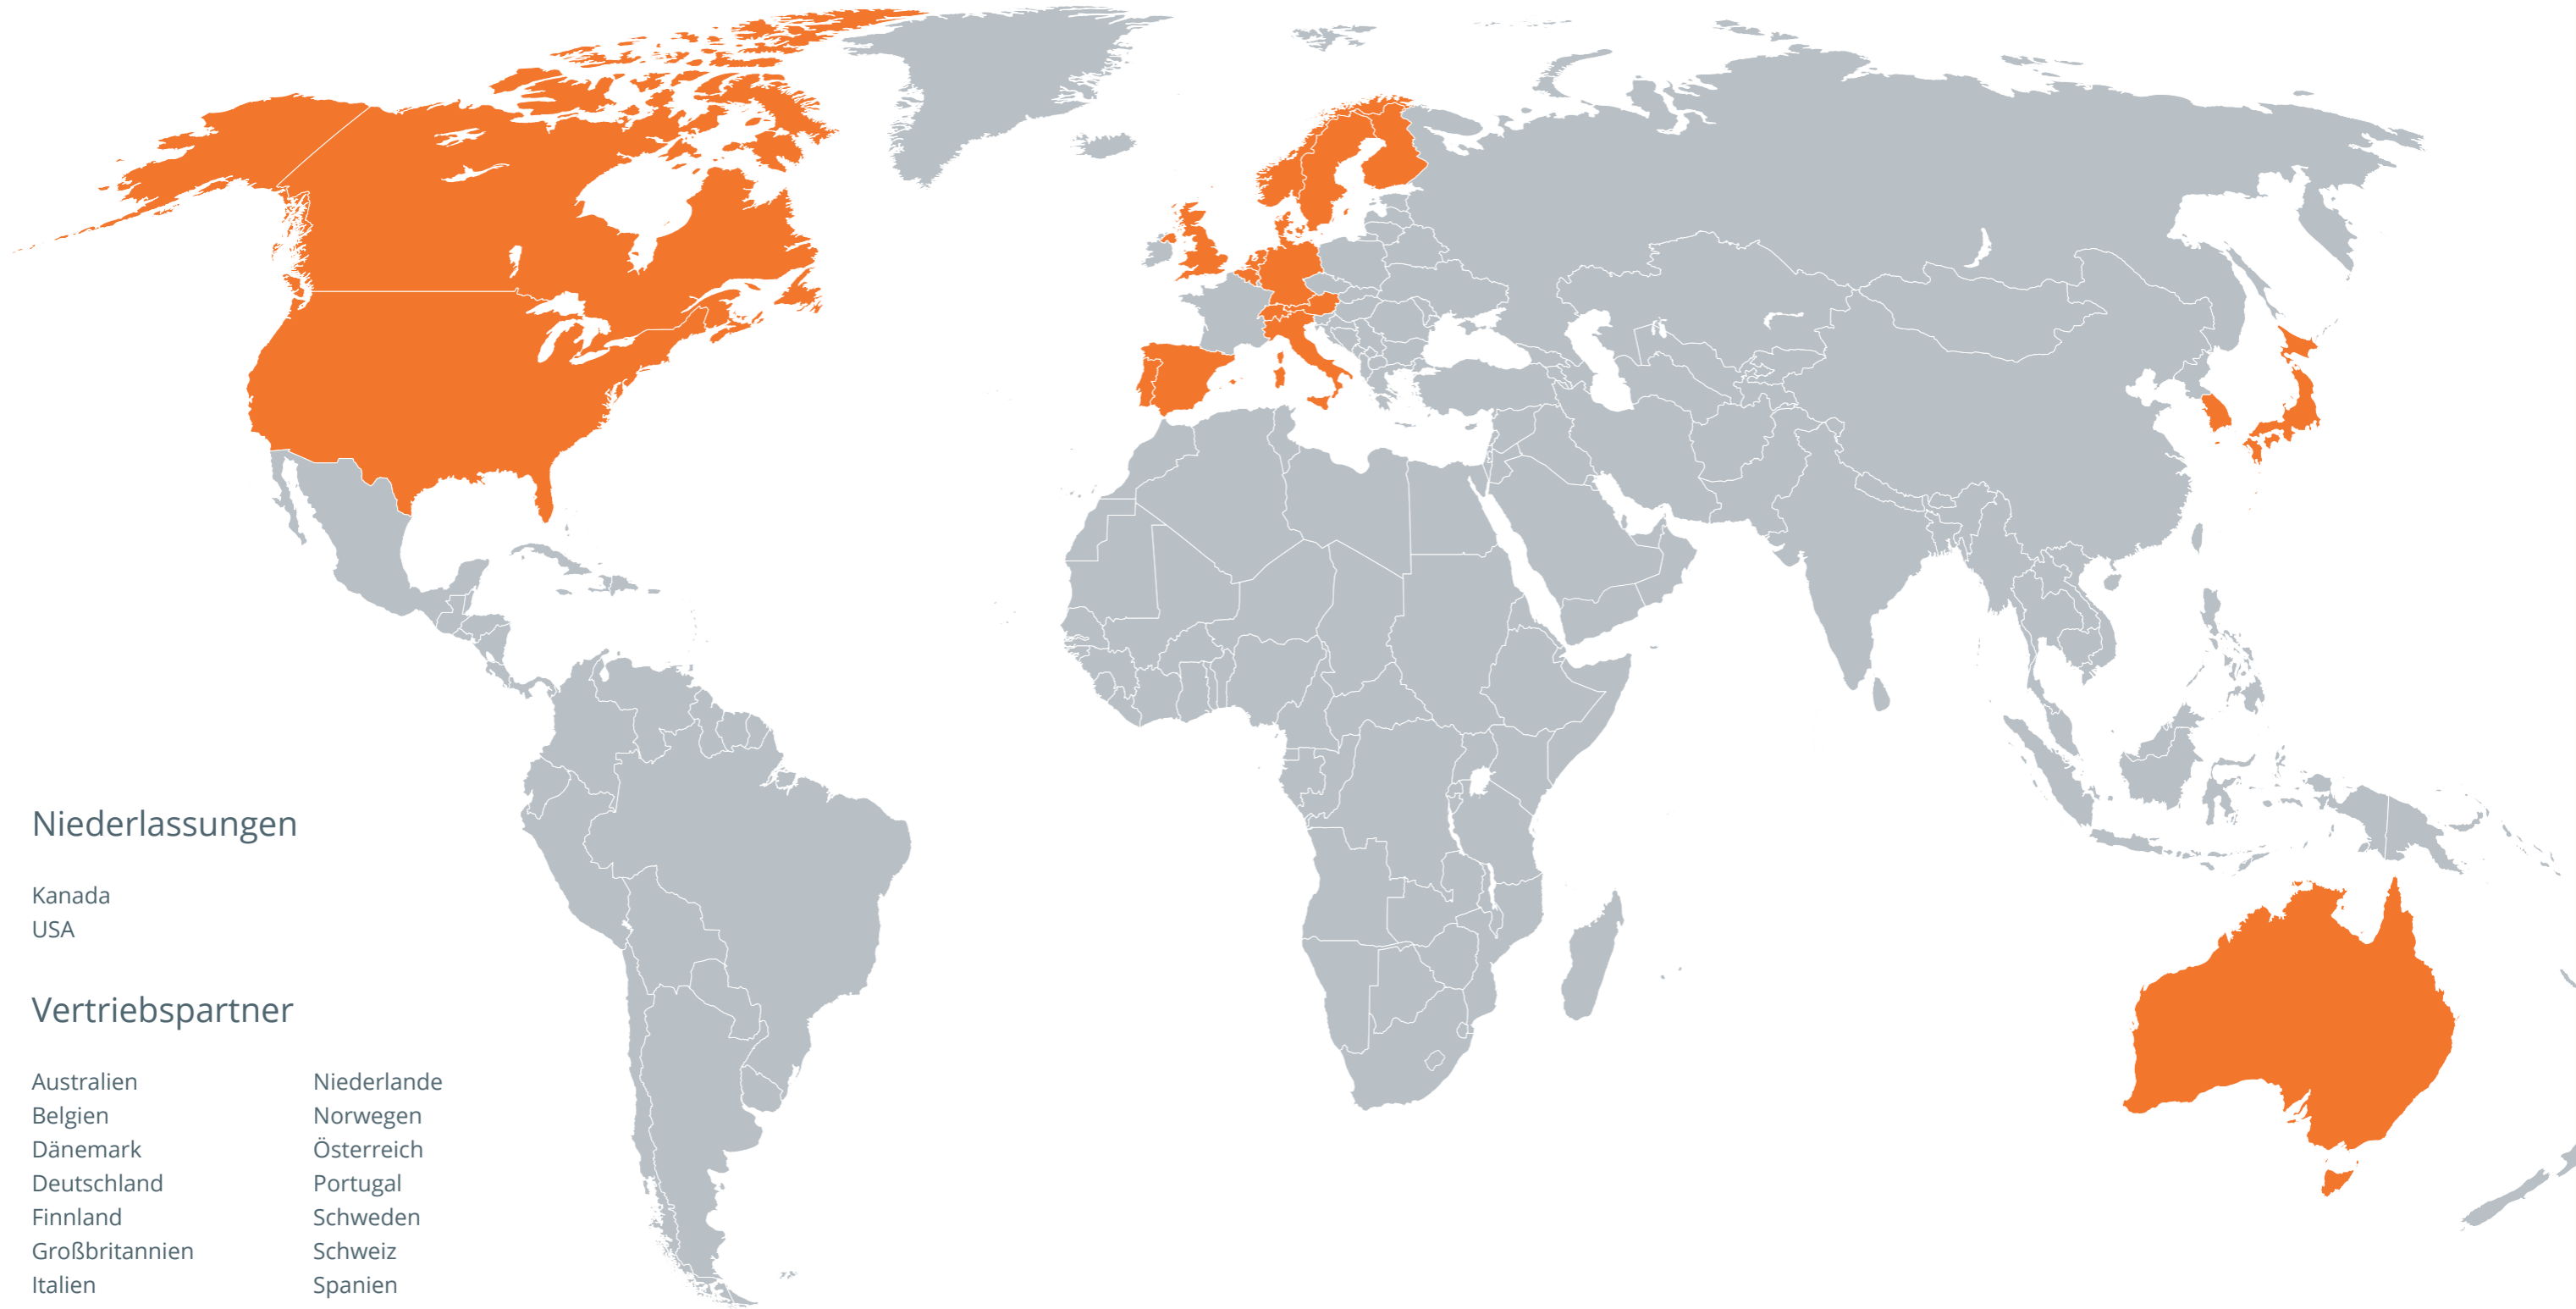 Niederlassungen
Kanada
USA
Vertriebspartner
Australien
Belgien
Dänemark
Deutschland
Finnland
Großbritannien
Italien
Niederlande
Norwegen
Österreich
Portugal
Schweden
Schweiz
Spanien